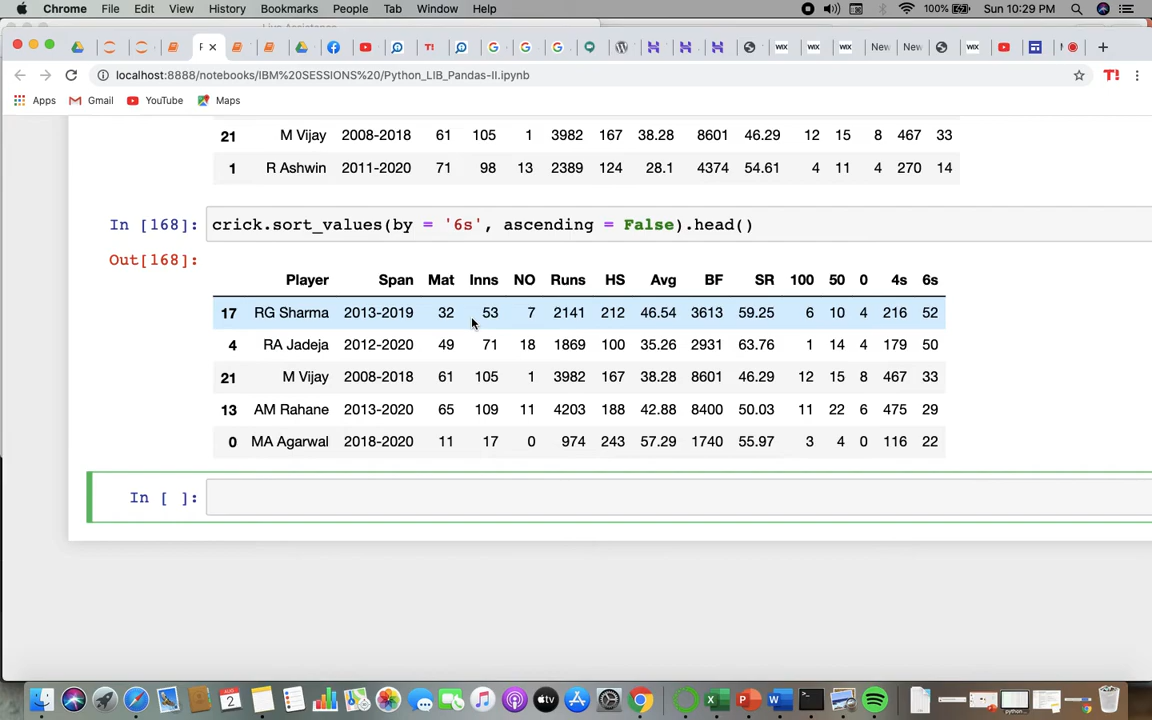 Chrome File Edit View History Bookmarks People Tab Window Help 100% Sun 10:29 PM
P T! G G G New New
localhost:8888/notebooks/IBM%20SESSIONS%20/Python_LIB_Pandas-II.ipynb T!
Apps Gmail YouTube Maps
21 M Vijay 2008-2018 61 105 1 3982 167 38.28 8601 46.29 12 15 8 467 33
1 R Ashwin 2011-2020 71 98 13 2389 124 28.1 4374 54.61 4 11 4 270 14
In [168]: crick.sort_values(by = '6s', ascending = False).head()
Out[168]:
Player Span Mat Inns NO Runs HS Avg BF SR 100 50 0 4s 6s
17 RG Sharma 2013-2019 32 53 7 2141 212 46.54 3613 59.25 6 10 4 216 52
4 RA Jadeja 2012-2020 49 71 18 1869 100 35.26 2931 63.76 1 14 4 179 50
21 M Vijay 2008-2018 61 105 1 3982 167 38.28 8601 46.29 12 15 8 467 33
13 AM Rahane 2013-2020 65 109 11 4203 188 42.88 8400 50.03 11 22 6 475 29
0 MA Agarwal 2018-2020 11 17 0 974 243 57.29 1740 55.97 3 4 0 116 22
In [ ]:
AUG
2